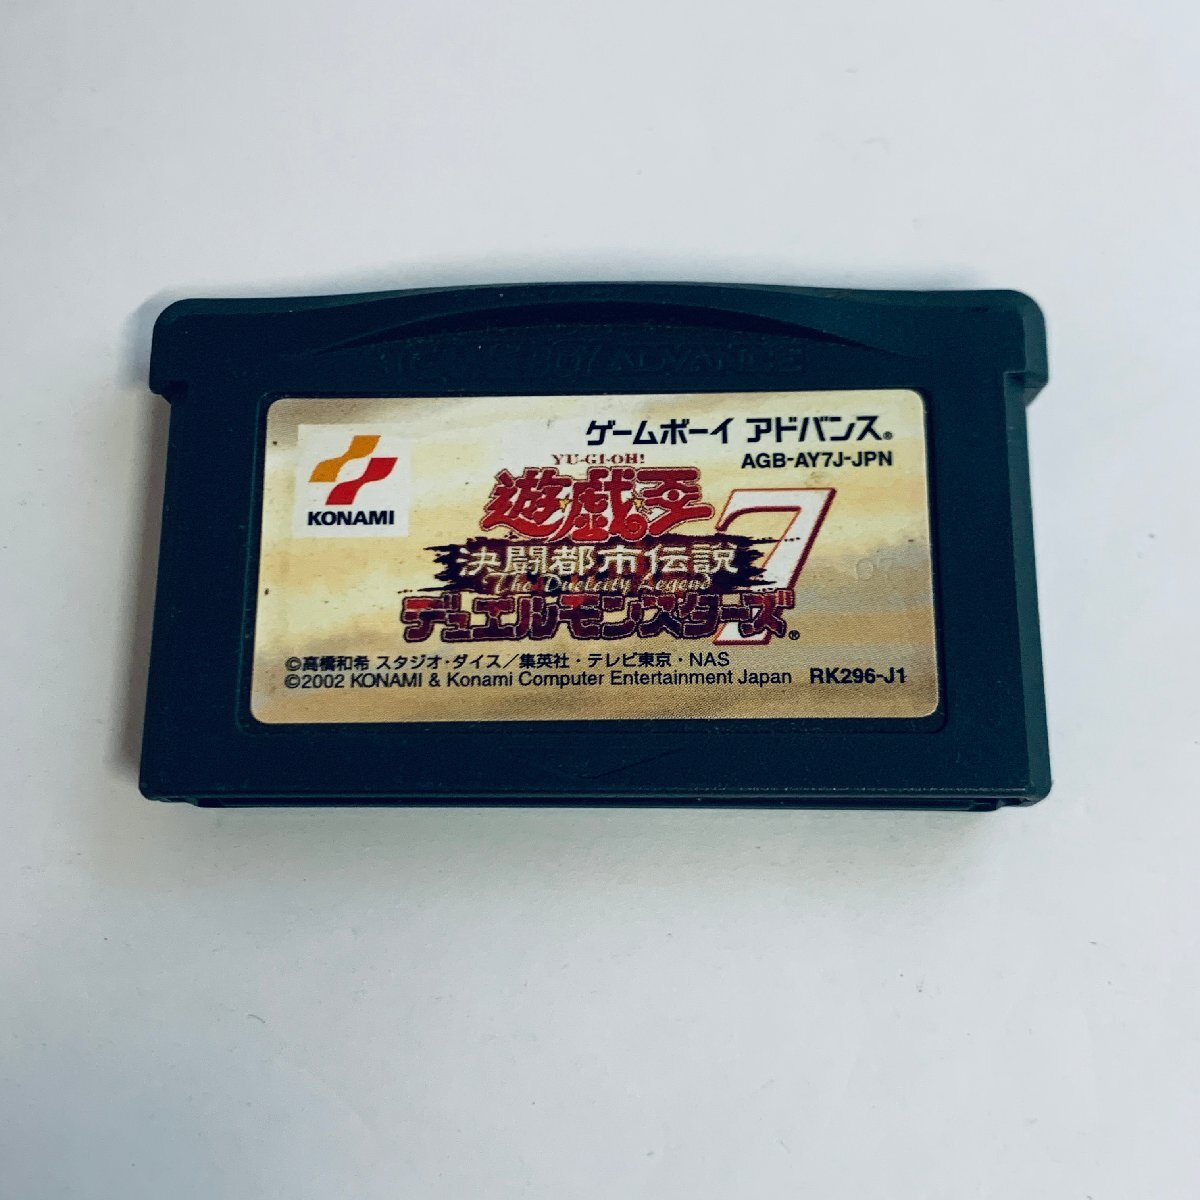 GAME BOY ADVANCE
ゲームボーイ アドバンス®
AGB-AY7J-JPN
KONAMI
YU-GI-OH!
遊☆戯☆王
7
決闘都市伝説
The Duelcity Legend
デュエルモンスターズ®
©高橋和希 スタジオ・ダイス／集英社・テレビ東京・NAS
©2002 KONAMI & Konami Computer Entertainment Japan RK296-J1